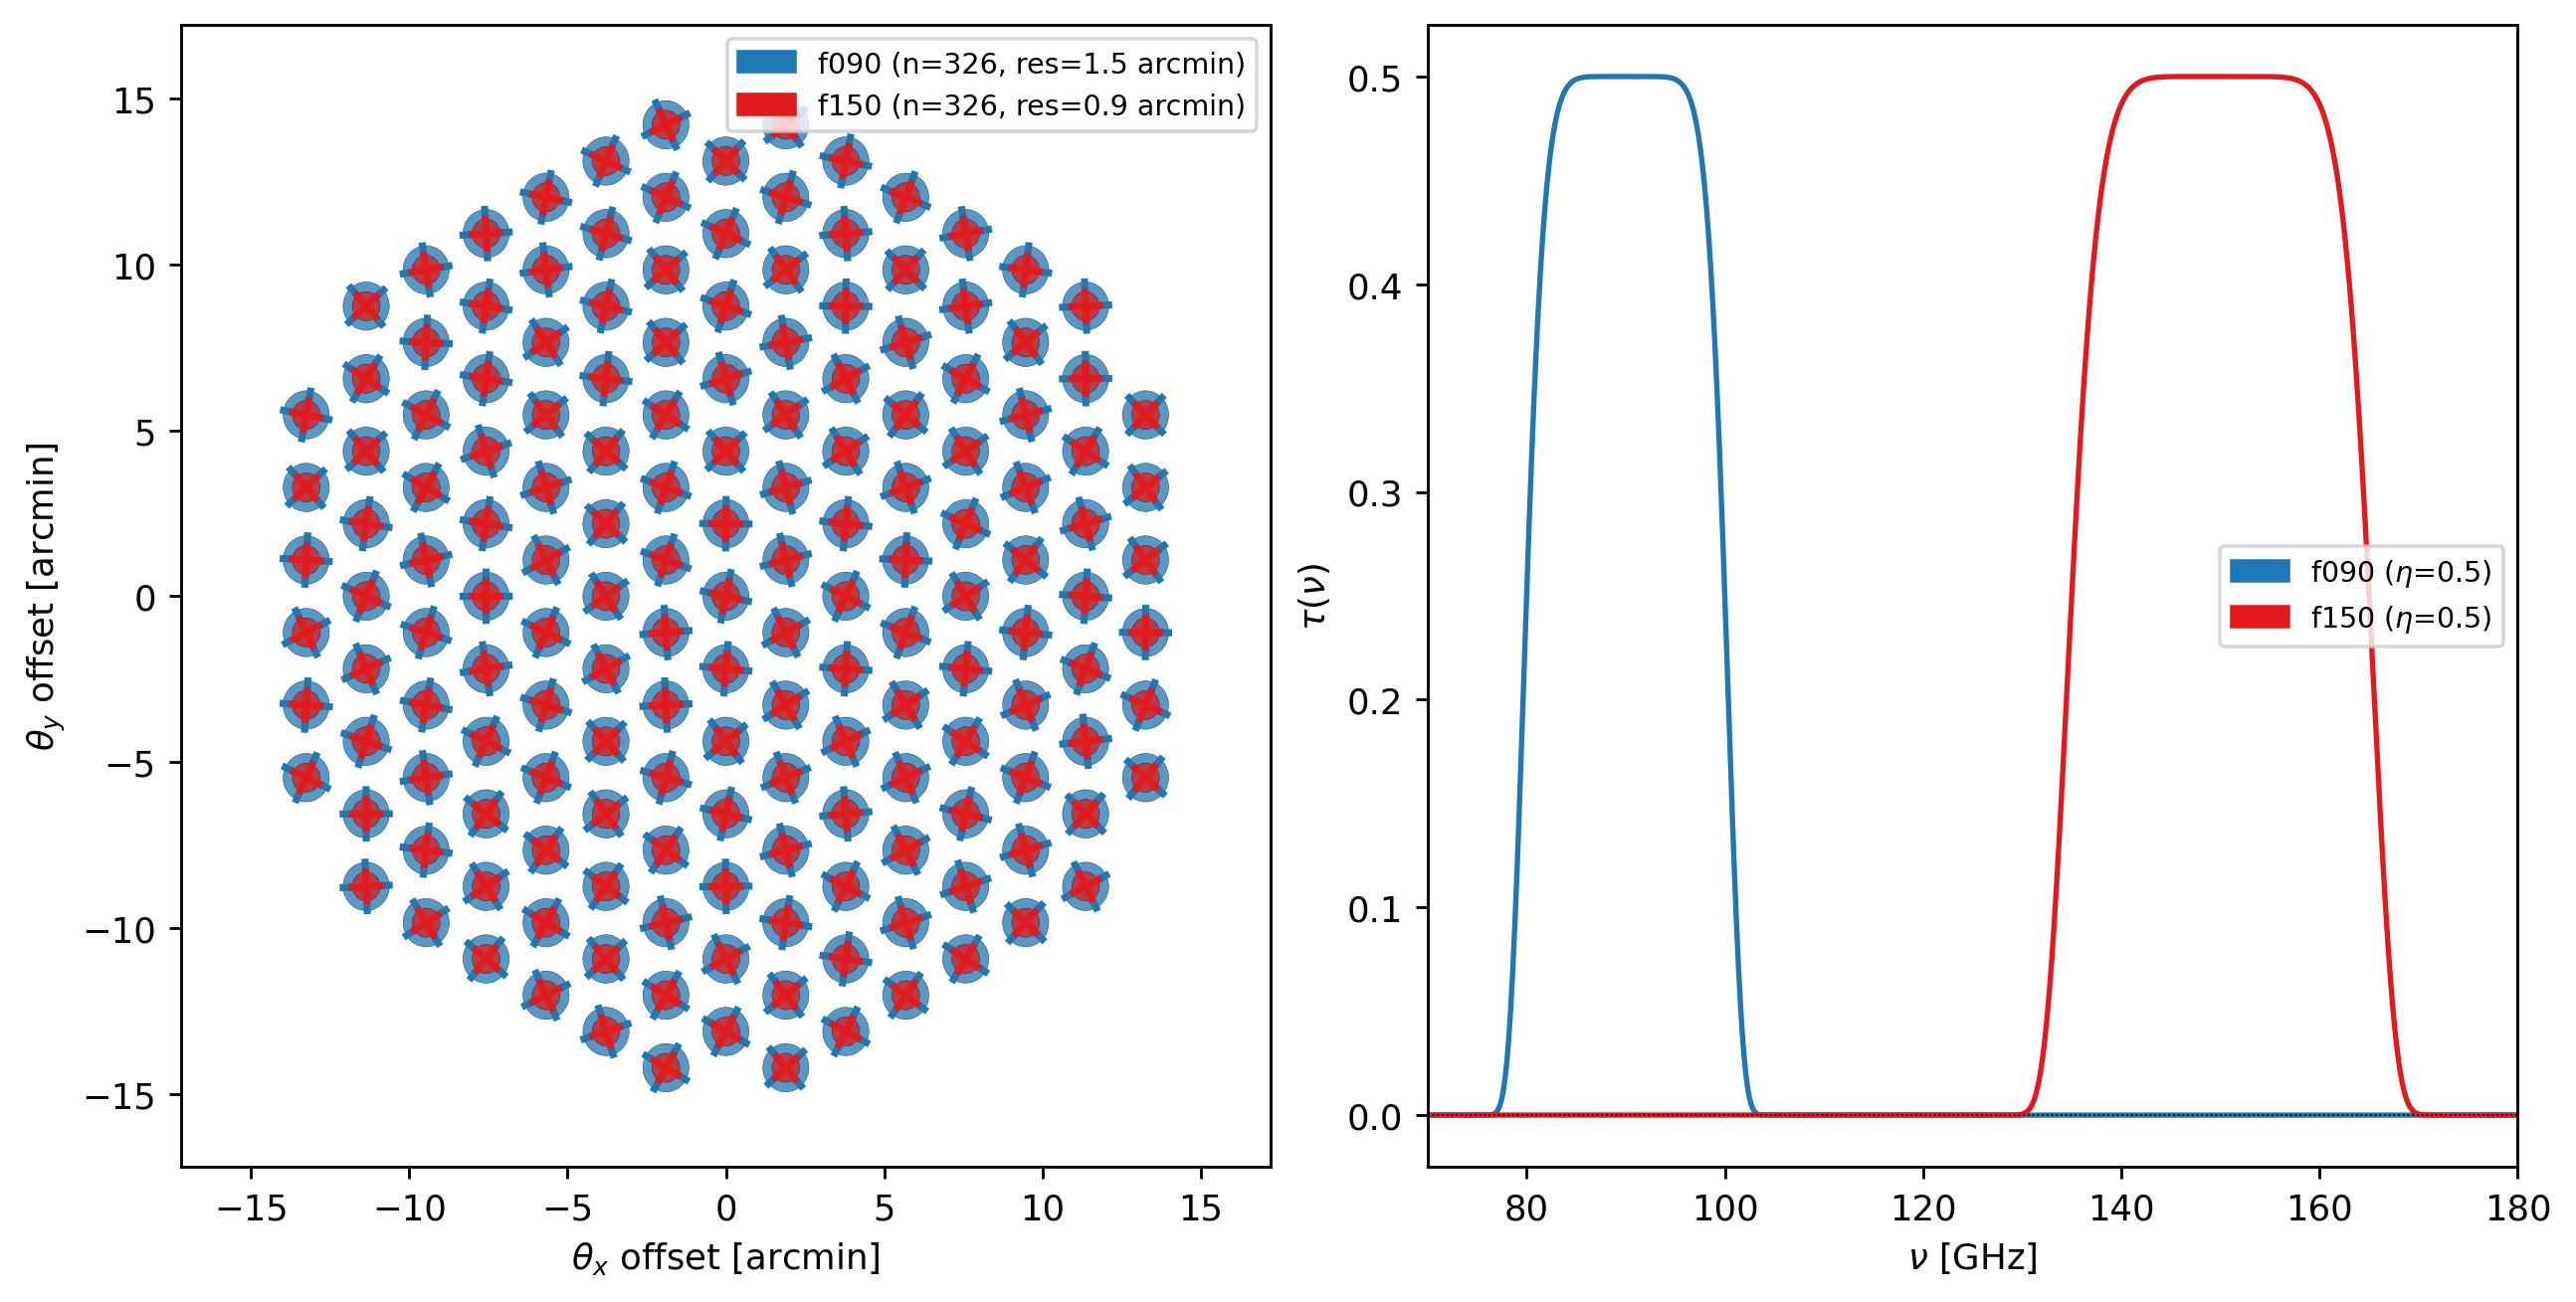 f090 (n=326, res=1.5 arcmin)
f150 (n=326, res=0.9 arcmin)
15
10
5
0
−5
−10
−15
θy offset [arcmin]
−15 −10 −5 0 5 10 15
θx offset [arcmin]
0.5
0.4
0.3
0.2
0.1
0.0
τ(ν)
f090 (η=0.5)
f150 (η=0.5)
80 100 120 140 160 180
ν [GHz]